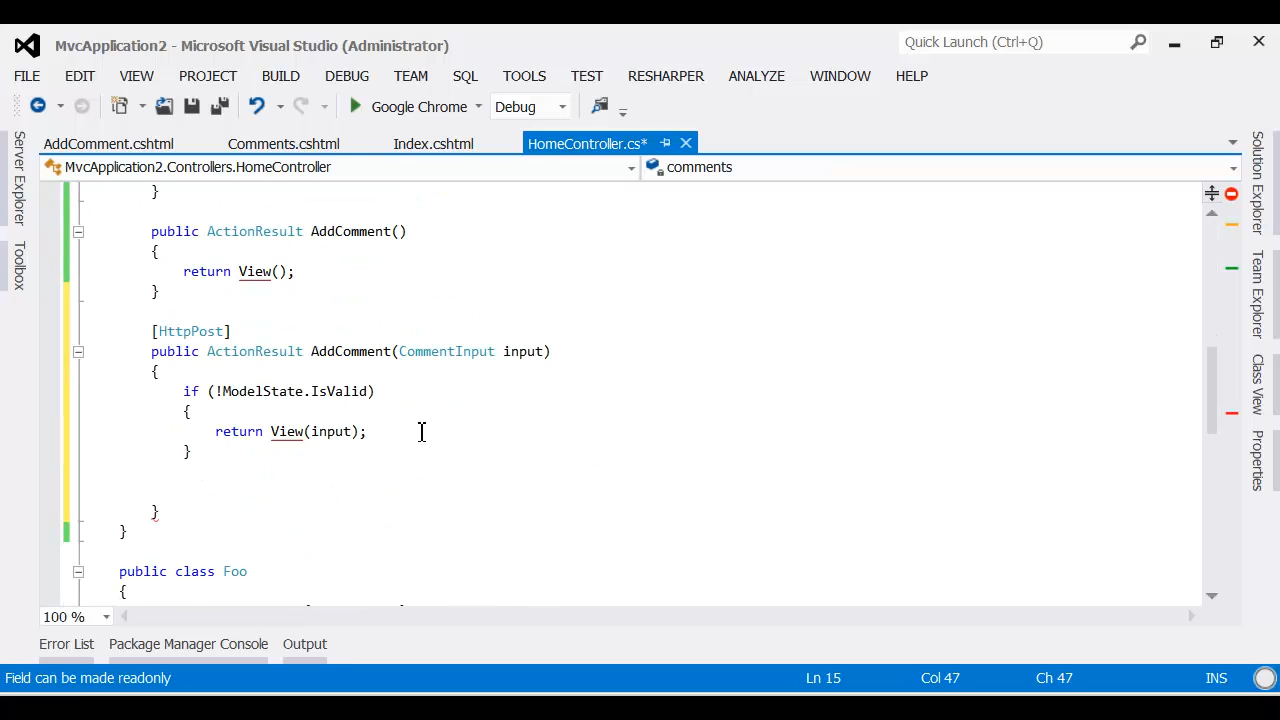 MvcApplication2 - Microsoft Visual Studio (Administrator)
Quick Launch (Ctrl+Q)
FILE EDIT VIEW PROJECT BUILD DEBUG TEAM SQL TOOLS TEST RESHARPER ANALYZE WINDOW HELP
Google Chrome Debug
AddComment.cshtml Comments.cshtml Index.cshtml HomeController.cs*
MvcApplication2.Controllers.HomeController comments
Server Explorer
Toolbox
}
public ActionResult AddComment()
{
return View();
}
[HttpPost]
public ActionResult AddComment(CommentInput input)
{
if (!ModelState.IsValid)
{
return View(input);
}
}
}
public class Foo
{
Solution Explorer
Team Explorer
Class View
Properties
100 %
Error List Package Manager Console Output
Field can be made readonly Ln 15 Col 47 Ch 47 INS